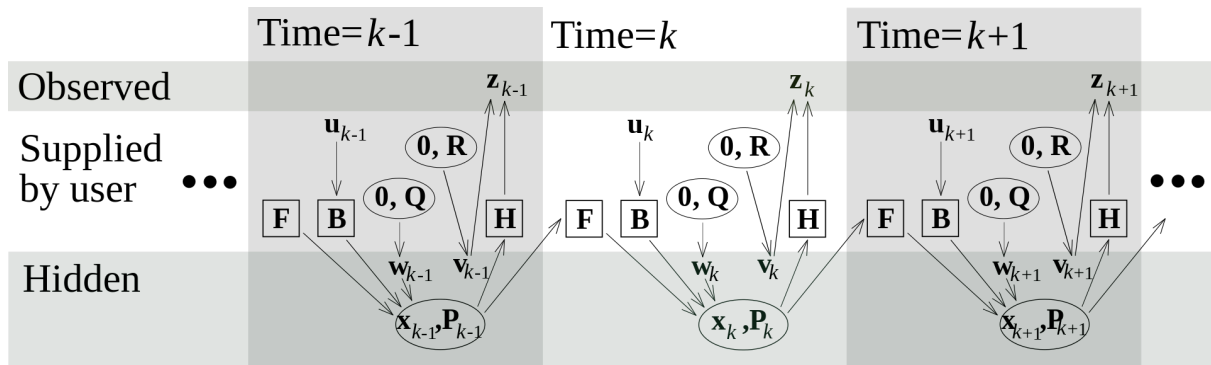 Time=k-1 Time=k Time=k+1
Observed z_{k-1} z_k z_{k+1}
u_{k-1} u_k u_{k+1}
Supplied
by user
0, R 0, R 0, R
0, Q 0, Q 0, Q
F B H F B H F B H
Hidden
w_{k-1} v_{k-1} w_k v_k w_{k+1} v_{k+1}
x_{k-1},P_{k-1} x_k,P_k x_{k+1},P_{k+1}